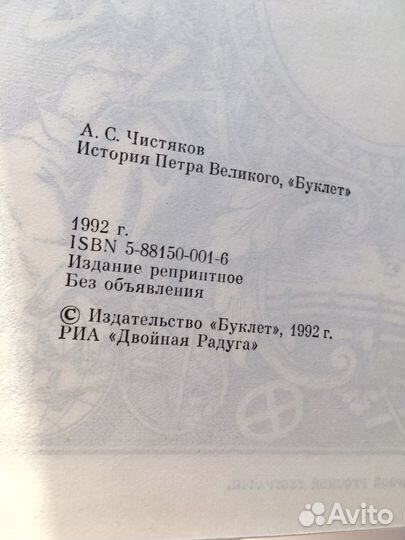 А. С. Чистяков
История Петра Великого, «Буклет»
1992 г.
ISBN 5-88150-001-6
Издание репринтное
Без объявления
© Издательство «Буклет», 1992 г.
РИА «Двойная Радуга»
Avito